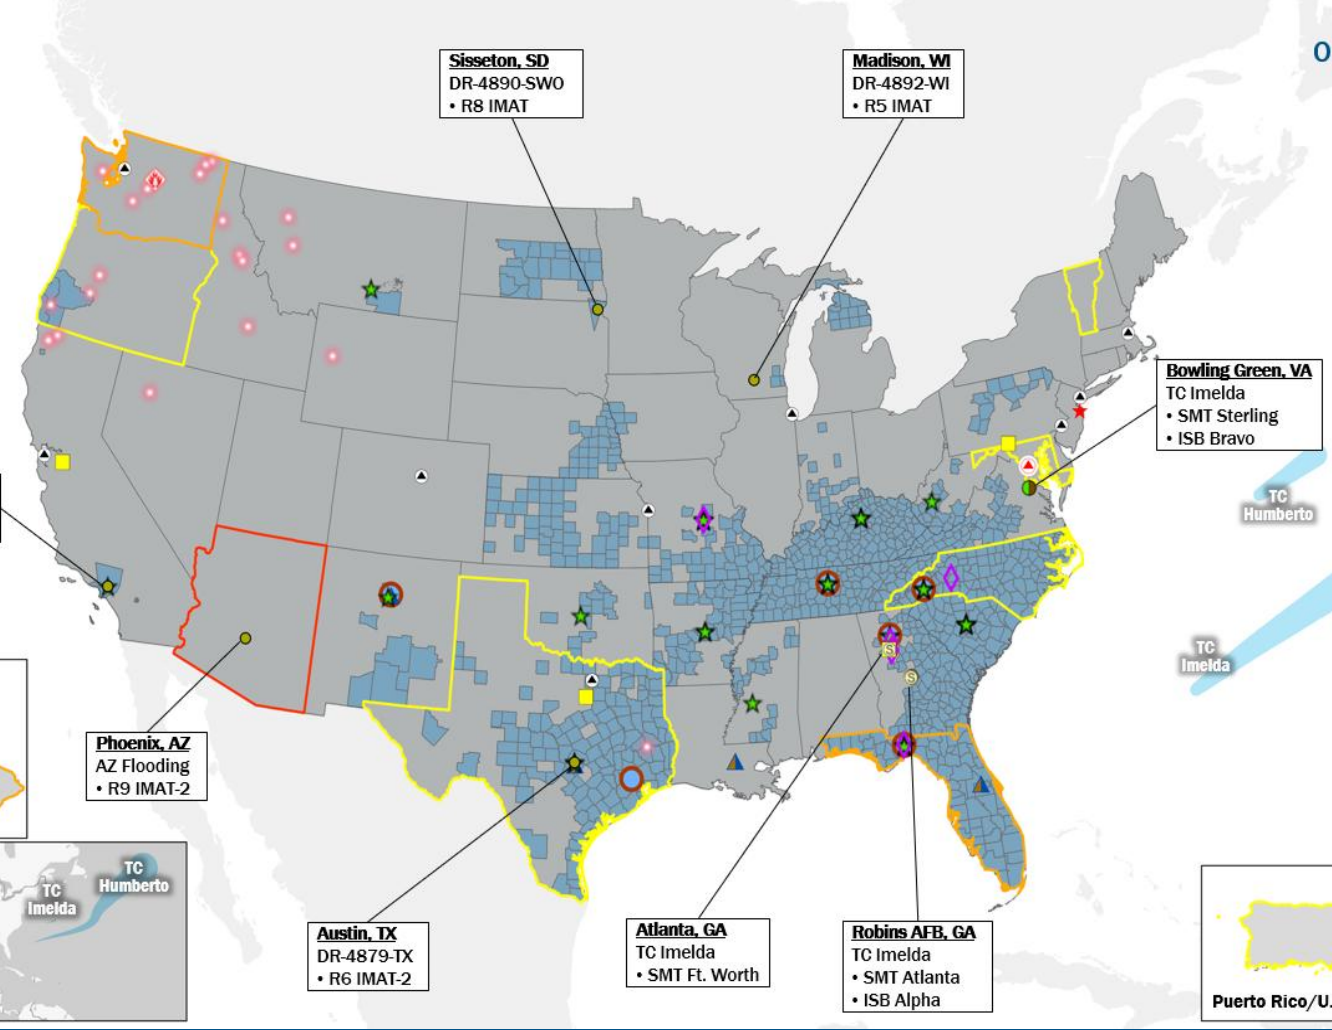 O
Sisseton, SD
DR-4890-SWO
• R8 IMAT
Madison, WI
DR-4892-WI
• R5 IMAT
Bowling Green, VA
TC Imelda
• SMT Sterling
• ISB Bravo
TC
Humberto
TC
Imelda
S
S
Phoenix, AZ
AZ Flooding
• R9 IMAT-2
TC
Humberto
TC
Imelda
Austin, TX
DR-4879-TX
• R6 IMAT-2
Atlanta, GA
TC Imelda
• SMT Ft. Worth
Robins AFB, GA
TC Imelda
• SMT Atlanta
• ISB Alpha
Puerto Rico/U.